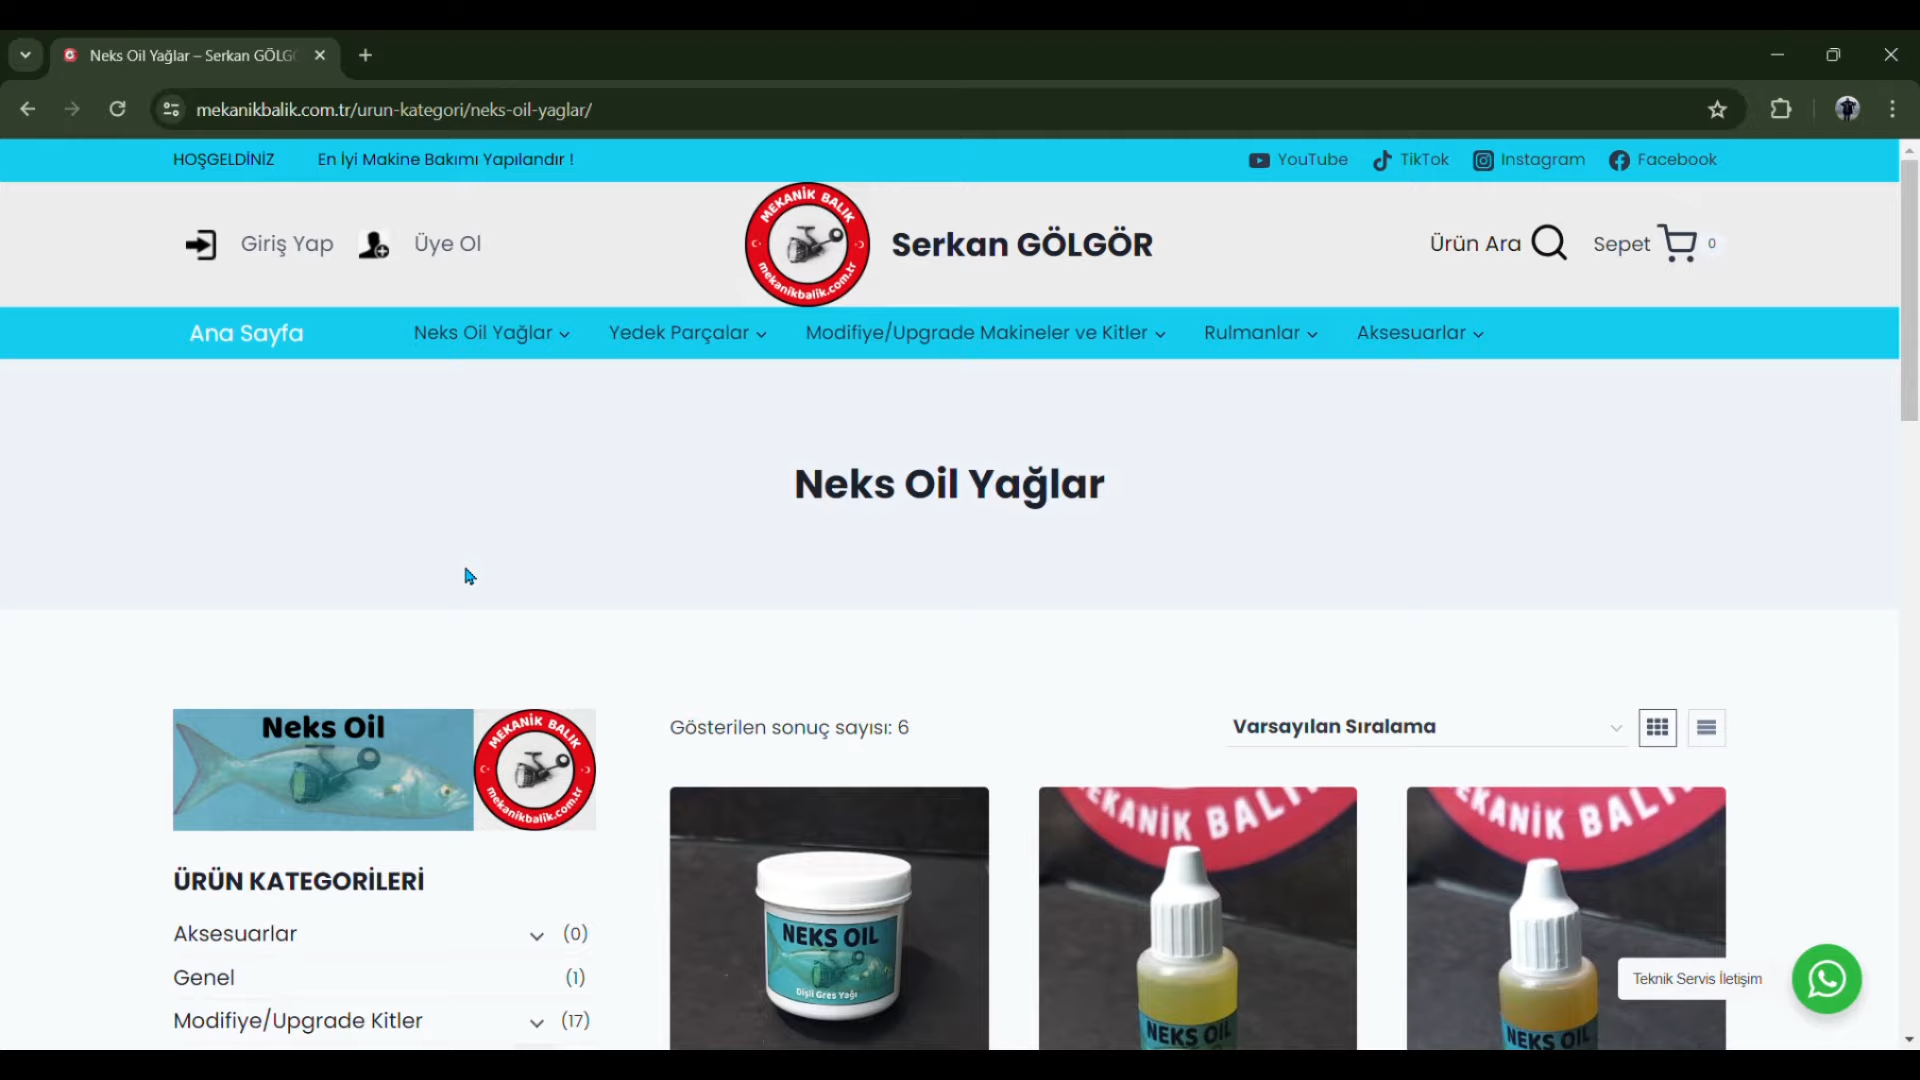 Neks Oil Yağlar – Serkan GÖLG
mekanikbalik.com.tr/urun-kategori/neks-oil-yaglar/
HOŞGELDİNİZ En İyi Makine Bakımı Yapılandır ! YouTube TikTok Instagram Facebook
Giriş Yap Üye Ol MEKANİK BALIK mekanikbalik.com.tr Serkan GÖLGÖR Ürün Ara Sepet 0
Ana Sayfa Neks Oil Yağlar Yedek Parçalar Modifiye/Upgrade Makineler ve Kitler Rulmanlar Aksesuarlar
Neks Oil Yağlar
Neks Oil MEKANİK BALIK mekanikbalik.com.tr
Gösterilen sonuç sayısı: 6 Varsayılan Sıralama
ÜRÜN KATEGORİLERİ
Aksesuarlar (0)
Genel (1)
Modifiye/Upgrade Kitler (17)
NEKS OIL
Dişli Gres Yağı
EKANİK BALI
NEKS OIL
EKANİK BALI
NEKS OIL
Teknik Servis İletişim